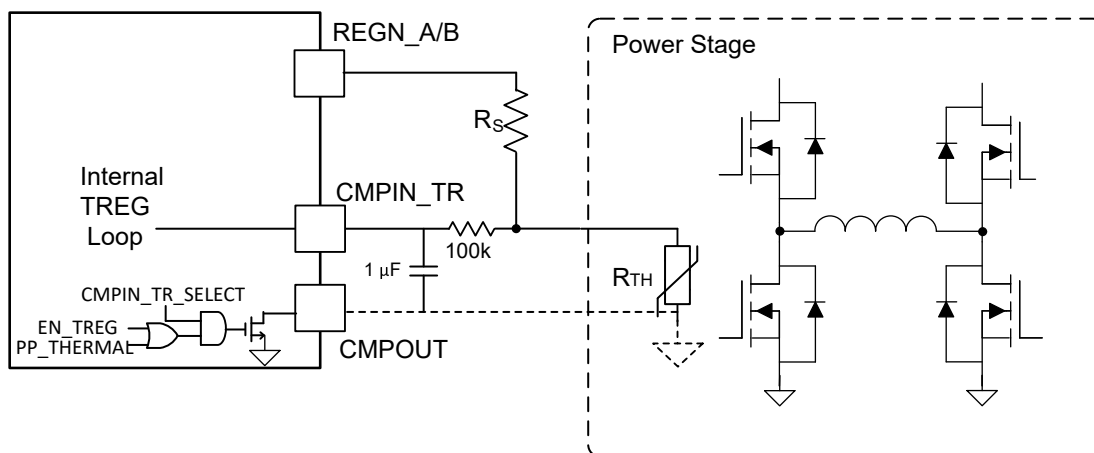 REGN_A/B
Power Stage
RS
Internal
TREG
Loop
CMPIN_TR
100k
1 µF
RTH
CMPIN_TR_SELECT
EN_TREG
PP_THERMAL
CMPOUT